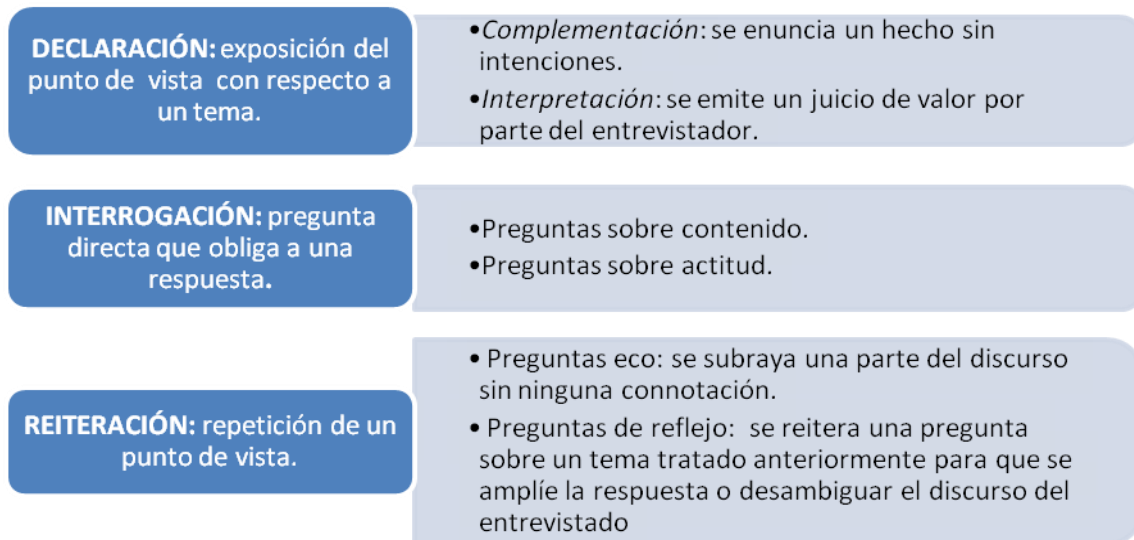 DECLARACIÓN: exposición del
punto de vista con respecto a
un tema.
•Complementación: se enuncia un hecho sin
intenciones.
•Interpretación: se emite un juicio de valor por
parte del entrevistador.
INTERROGACIÓN: pregunta
directa que obliga a una
respuesta.
•Preguntas sobre contenido.
•Preguntas sobre actitud.
REITERACIÓN: repetición de un
punto de vista.
• Preguntas eco: se subraya una parte del discurso
sin ninguna connotación.
• Preguntas de reflejo: se reitera una pregunta
sobre un tema tratado anteriormente para que se
amplíe la respuesta o desambiguar el discurso del
entrevistado